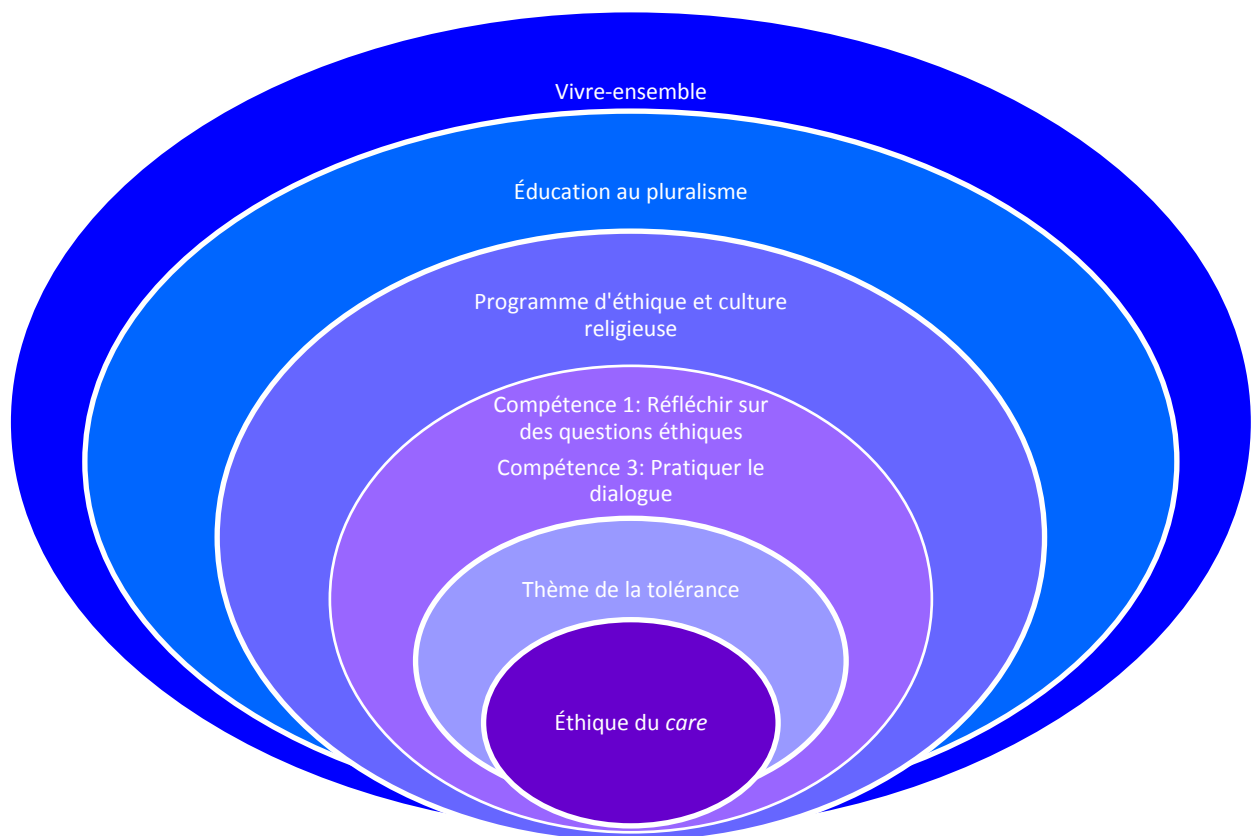 Vivre-ensemble
Éducation au pluralisme
Programme d'éthique et culture
religieuse
Compétence 1: Réfléchir sur
des questions éthiques
Compétence 3: Pratiquer le
dialogue
Thème de la tolérance
Éthique du care